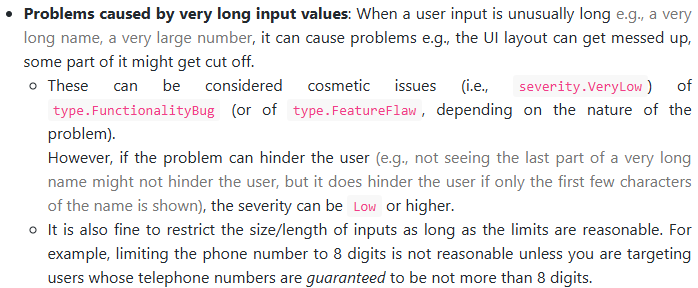 • Problems caused by very long input values: When a user input is unusually long e.g., a very
long name, a very large number, it can cause problems e.g., the UI layout can get messed up,
some part of it might get cut off.
○ These can be considered cosmetic issues (i.e., severity.VeryLow) of
type.FunctionalityBug (or of type.FeatureFlaw, depending on the nature of the
problem).
However, if the problem can hinder the user (e.g., not seeing the last part of a very long
name might not hinder the user, but it does hinder the user if only the first few characters
of the name is shown), the severity can be Low or higher.
○ It is also fine to restrict the size/length of inputs as long as the limits are reasonable. For
example, limiting the phone number to 8 digits is not reasonable unless you are targeting
users whose telephone numbers are guaranteed to be not more than 8 digits.